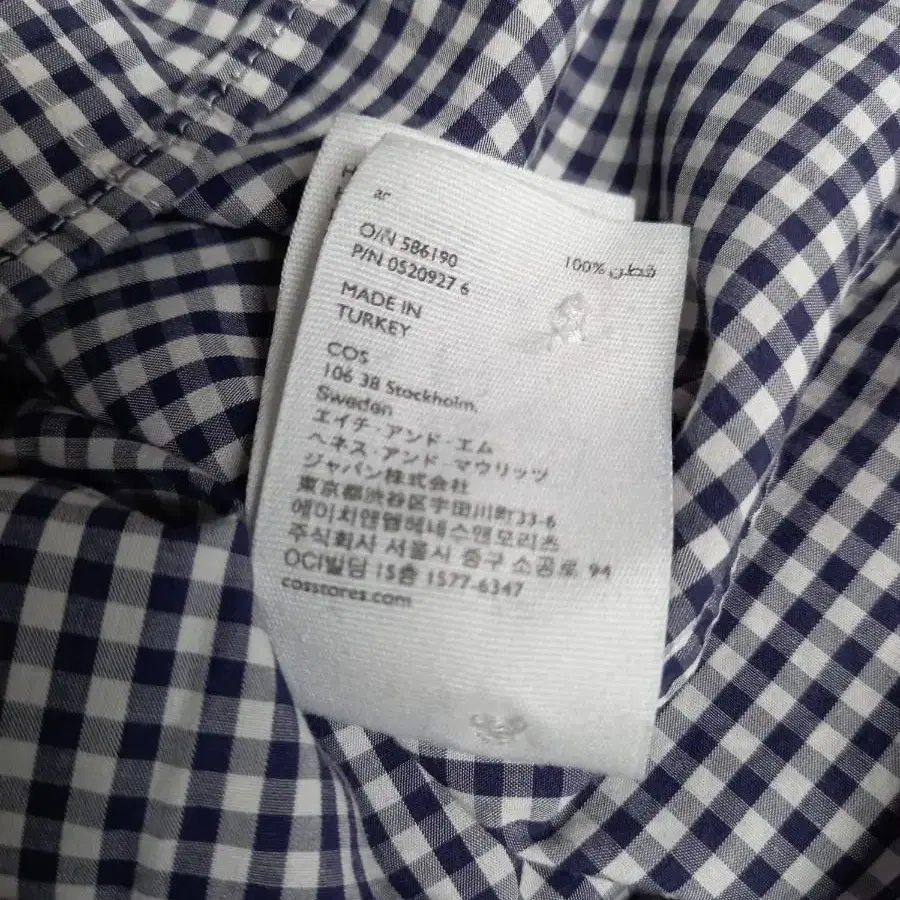 ar
O/N 586190
P/N 0520927 6
100% قطن
MADE IN
TURKEY
COS
106 38 Stockholm,
Sweden
エイチ・アンド・エム
ヘネス・アンド・マウリッツ
ジャパン株式会社
東京都渋谷区宇田川町33-6
에이치앤엠헤네스앤모리츠
주식회사 서울시 중구 소공로 94
OCI빌딩 15층 1577-6347
cosstores.com